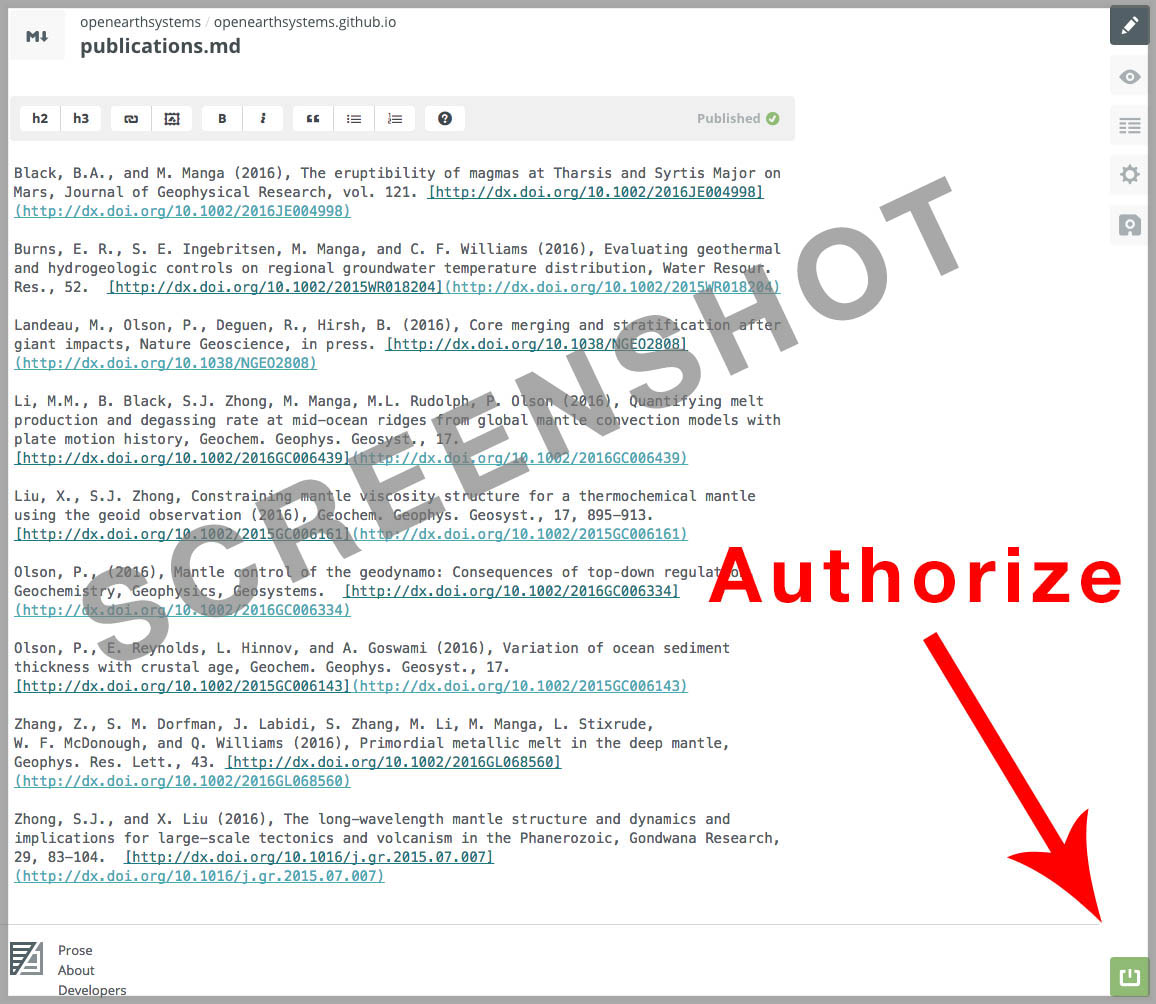 M↓
openearthsystems / openearthsystems.github.io
publications.md
h2 h3 B i “ ? Published
Black, B.A., and M. Manga (2016), The eruptibility of magmas at Tharsis and Syrtis Major on
Mars, Journal of Geophysical Research, vol. 121. [http://dx.doi.org/10.1002/2016JE004998]
(http://dx.doi.org/10.1002/2016JE004998)
Burns, E. R., S. E. Ingebritsen, M. Manga, and C. F. Williams (2016), Evaluating geothermal
and hydrogeologic controls on regional groundwater temperature distribution, Water Resour.
Res., 52. [http://dx.doi.org/10.1002/2015WR018204](http://dx.doi.org/10.1002/2015WR018204)
Landeau, M., Olson, P., Deguen, R., Hirsh, B. (2016), Core merging and stratification after
giant impacts, Nature Geoscience, in press. [http://dx.doi.org/10.1038/NGEO2808]
(http://dx.doi.org/10.1038/NGEO2808)
Li, M.M., B. Black, S.J. Zhong, M. Manga, M.L. Rudolph, P. Olson (2016), Quantifying melt
production and degassing rate at mid-ocean ridges from global mantle convection models with
plate motion history, Geochem. Geophys. Geosyst., 17.
[http://dx.doi.org/10.1002/2016GC006439](http://dx.doi.org/10.1002/2016GC006439)
Liu, X., S.J. Zhong, Constraining mantle viscosity structure for a thermochemical mantle
using the geoid observation (2016), Geochem. Geophys. Geosyst., 17, 895–913.
[http://dx.doi.org/10.1002/2015GC006161](http://dx.doi.org/10.1002/2015GC006161)
Olson, P., (2016), Mantle control of the geodynamo: Consequences of top-down regulation
Geochemistry, Geophysics, Geosystems. [http://dx.doi.org/10.1002/2016GC006334]
(http://dx.doi.org/10.1002/2016GC006334)
Olson, P., E. Reynolds, L. Hinnov, and A. Goswami (2016), Variation of ocean sediment
thickness with crustal age, Geochem. Geophys. Geosyst., 17.
[http://dx.doi.org/10.1002/2015GC006143](http://dx.doi.org/10.1002/2015GC006143)
Zhang, Z., S. M. Dorfman, J. Labidi, S. Zhang, M. Li, M. Manga, L. Stixrude,
W. F. McDonough, and Q. Williams (2016), Primordial metallic melt in the deep mantle,
Geophys. Res. Lett., 43. [http://dx.doi.org/10.1002/2016GL068560]
(http://dx.doi.org/10.1002/2016GL068560)
Zhong, S.J., and X. Liu (2016), The long-wavelength mantle structure and dynamics and
implications for large-scale tectonics and volcanism in the Phanerozoic, Gondwana Research,
29, 83–104. [http://dx.doi.org/10.1016/j.gr.2015.07.007]
(http://dx.doi.org/10.1016/j.gr.2015.07.007)
SCREENSHOT
Authorize
Prose
About
Developers